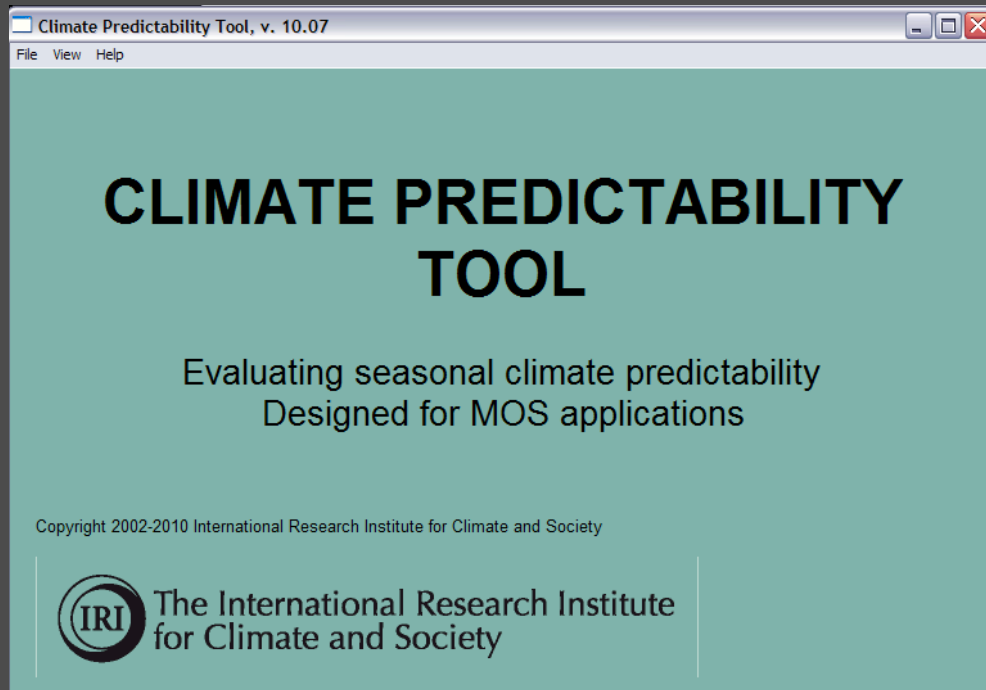 Climate Predictability Tool, v. 10.07
File View Help
CLIMATE PREDICTABILITY
TOOL
Evaluating seasonal climate predictability
Designed for MOS applications
Copyright 2002-2010 International Research Institute for Climate and Society
IRI
The International Research Institute
for Climate and Society